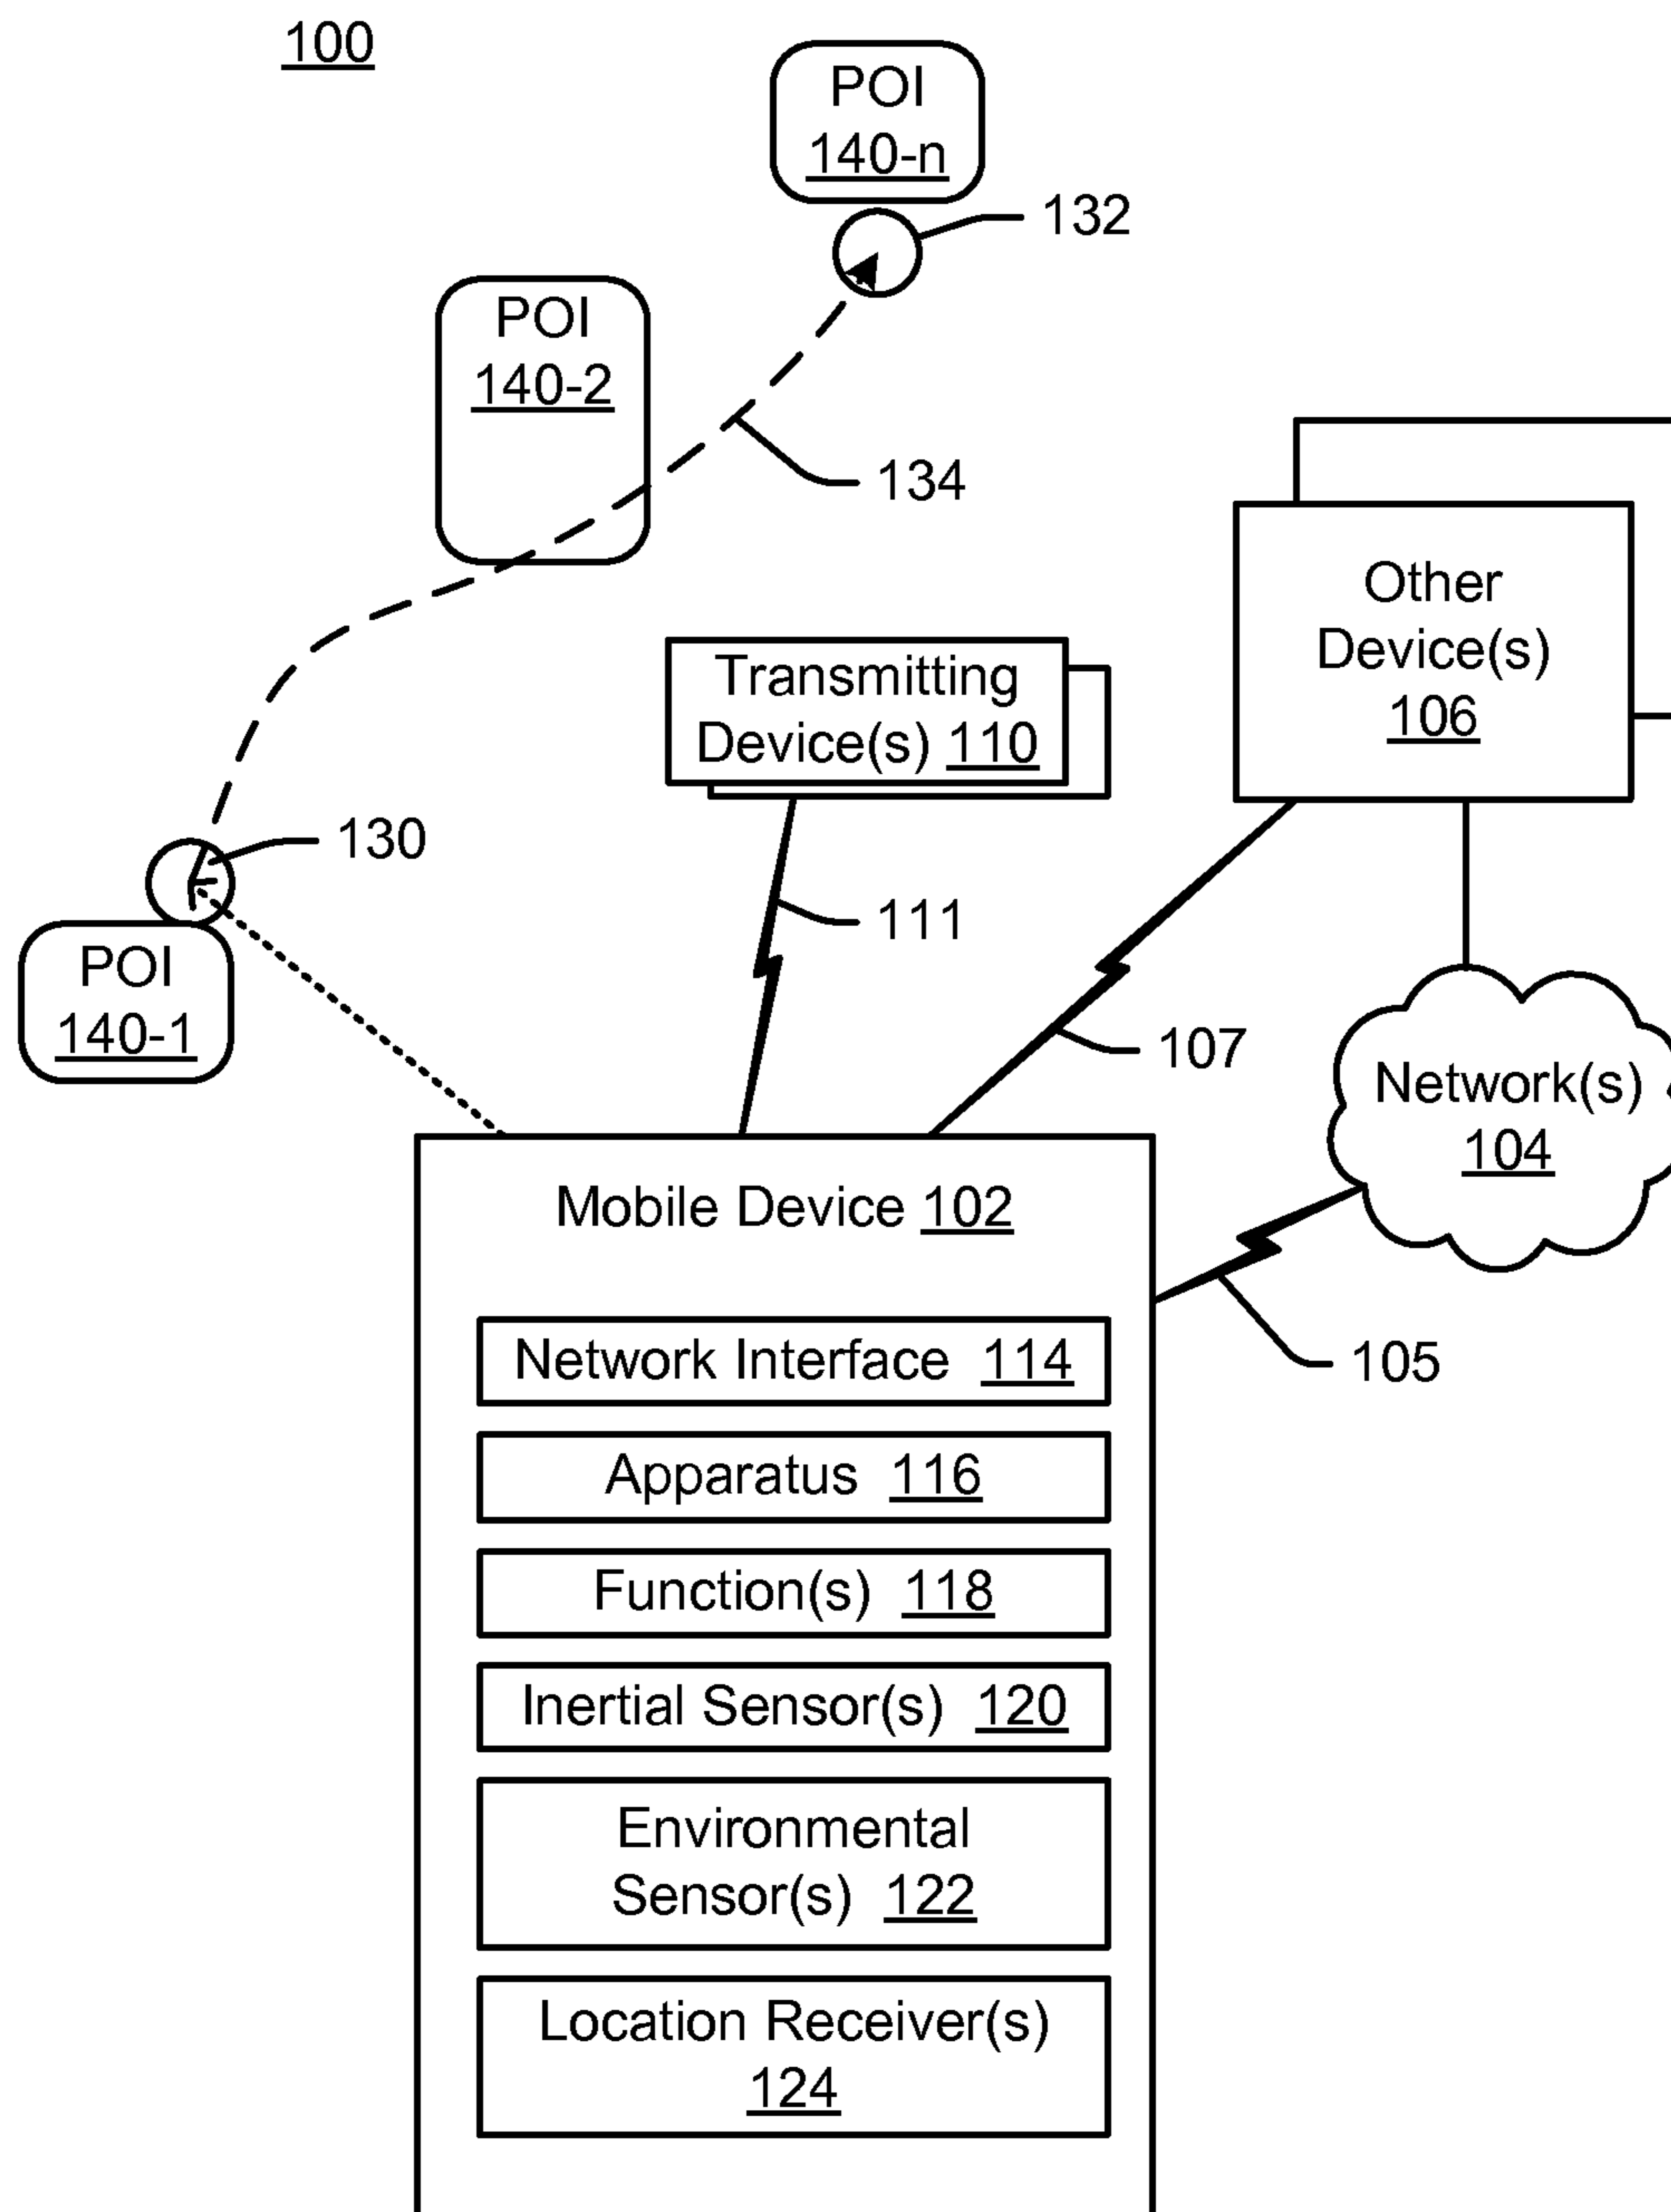 100
POI
140-n
132
POI
140-2
134
Other
Device(s)
106
Transmitting
Device(s) 110
130
111
POI
140-1
107
Network(s)
104
Mobile Device 102
105
Network Interface 114
Apparatus 116
Function(s) 118
Inertial Sensor(s) 120
Environmental
Sensor(s) 122
Location Receiver(s)
124